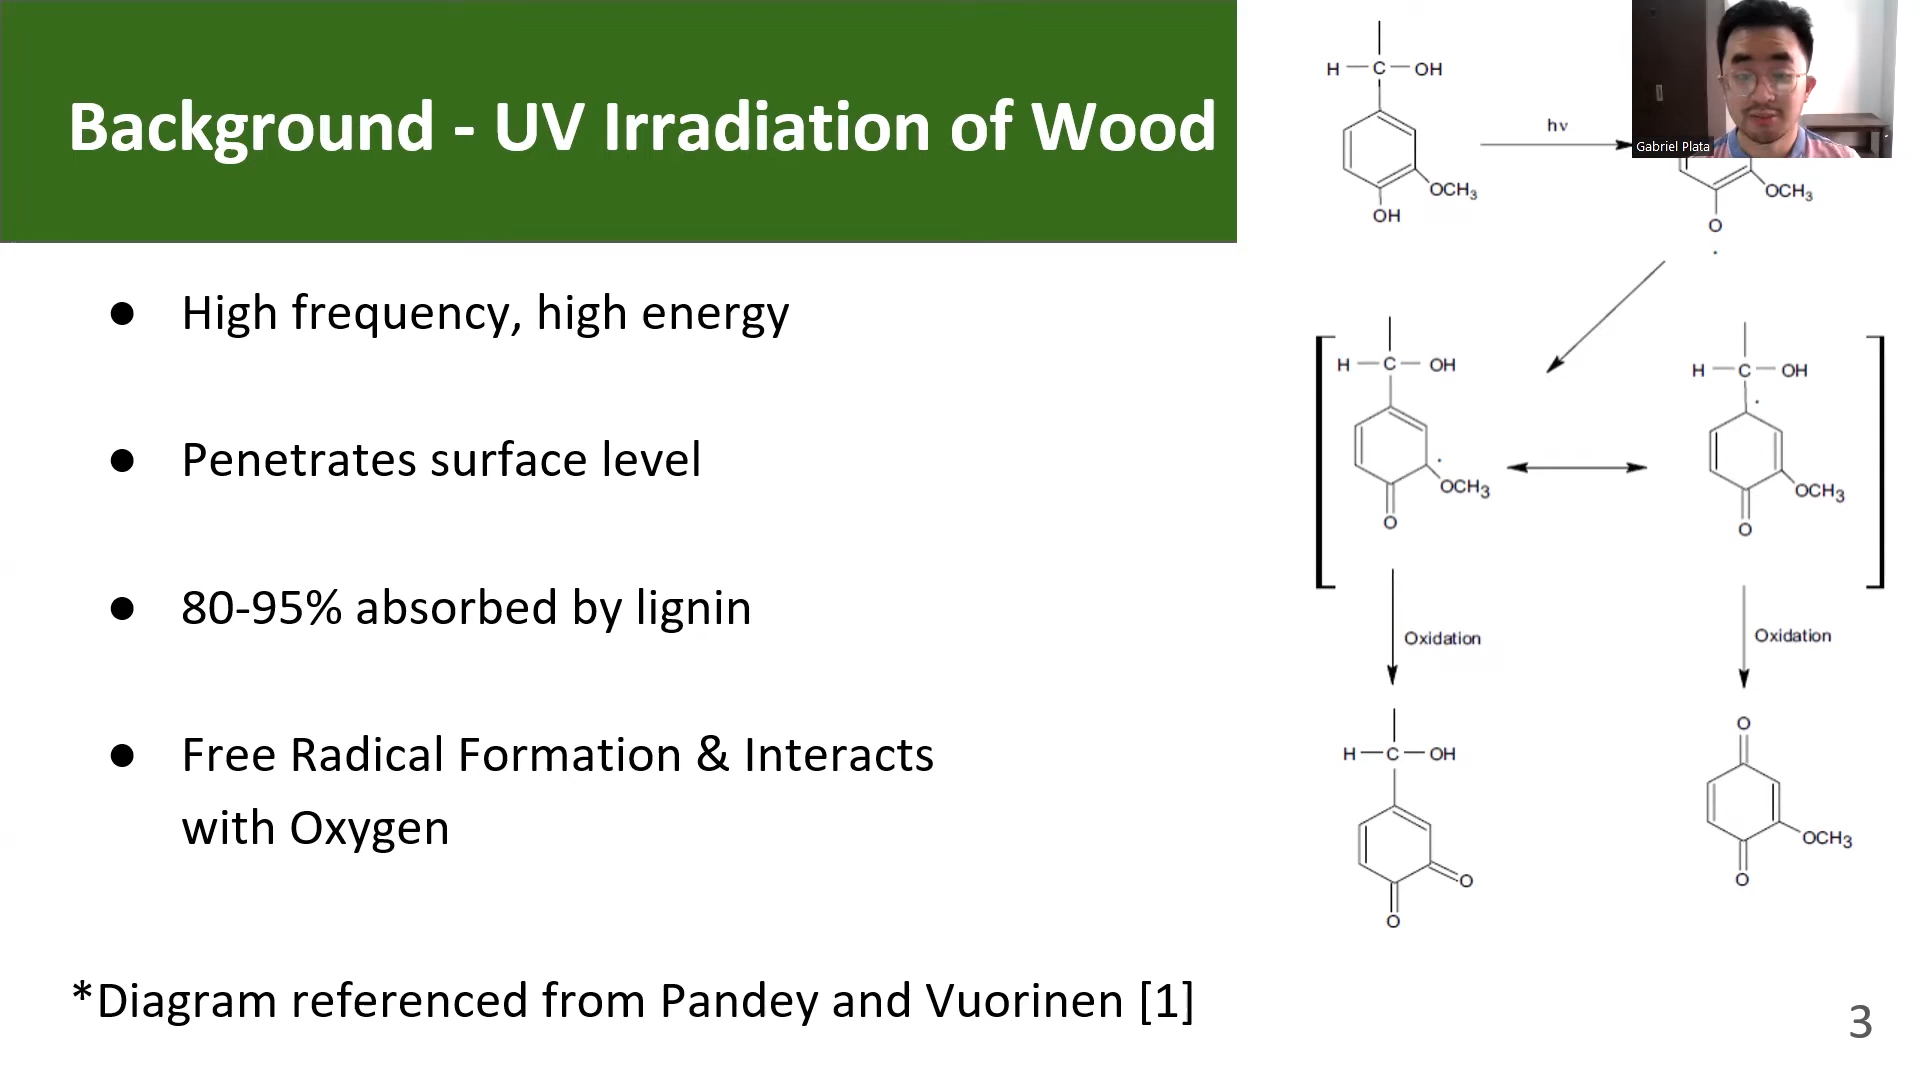 Background - UV Irradiation of Wood
● High frequency, high energy
● Penetrates surface level
● 80-95% absorbed by lignin
● Free Radical Formation & Interacts
with Oxygen
*Diagram referenced from Pandey and Vuorinen [1]
H C OH
hν
OCH3
OH
Gabriel Plata
OCH3
O
H C OH
H C OH
OCH3
OCH3
O
O
Oxidation
Oxidation
H C OH
O
O
O
OCH3
O
3